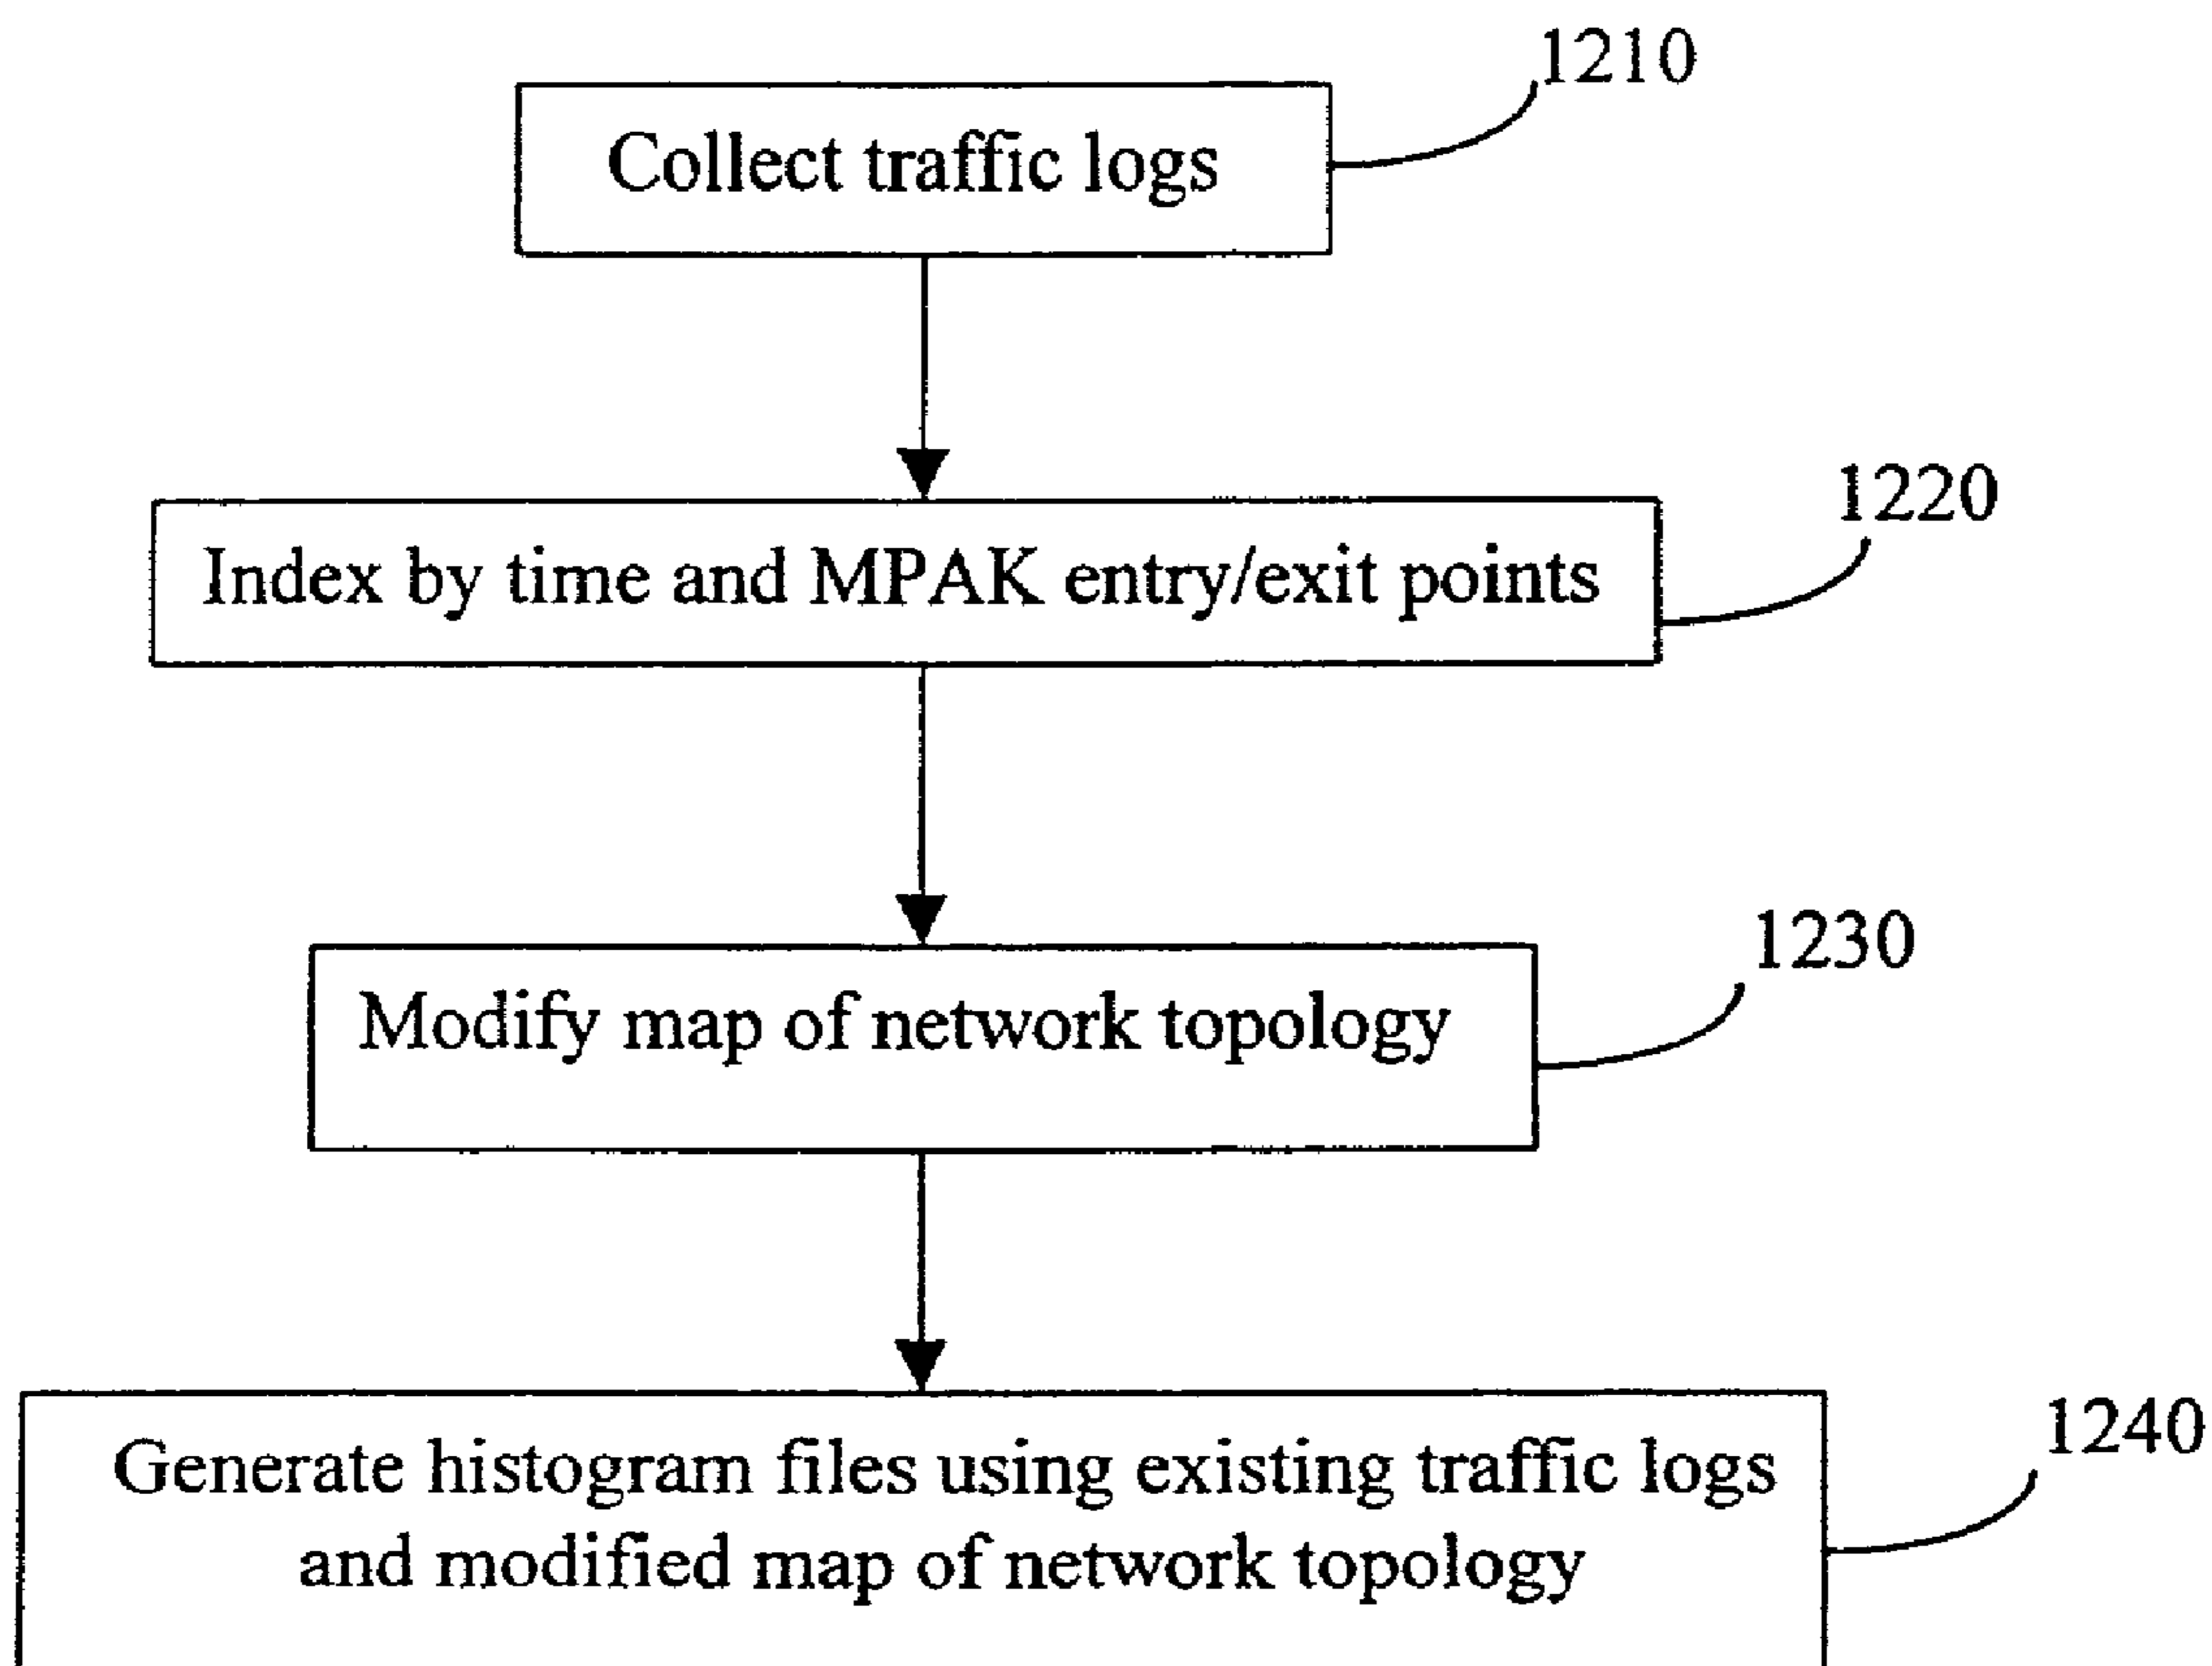 1210
Collect traffic logs
1220
Index by time and MPAK entry/exit points
1230
Modify map of network topology
1240
Generate histogram files using existing traffic logs
and modified map of network topology